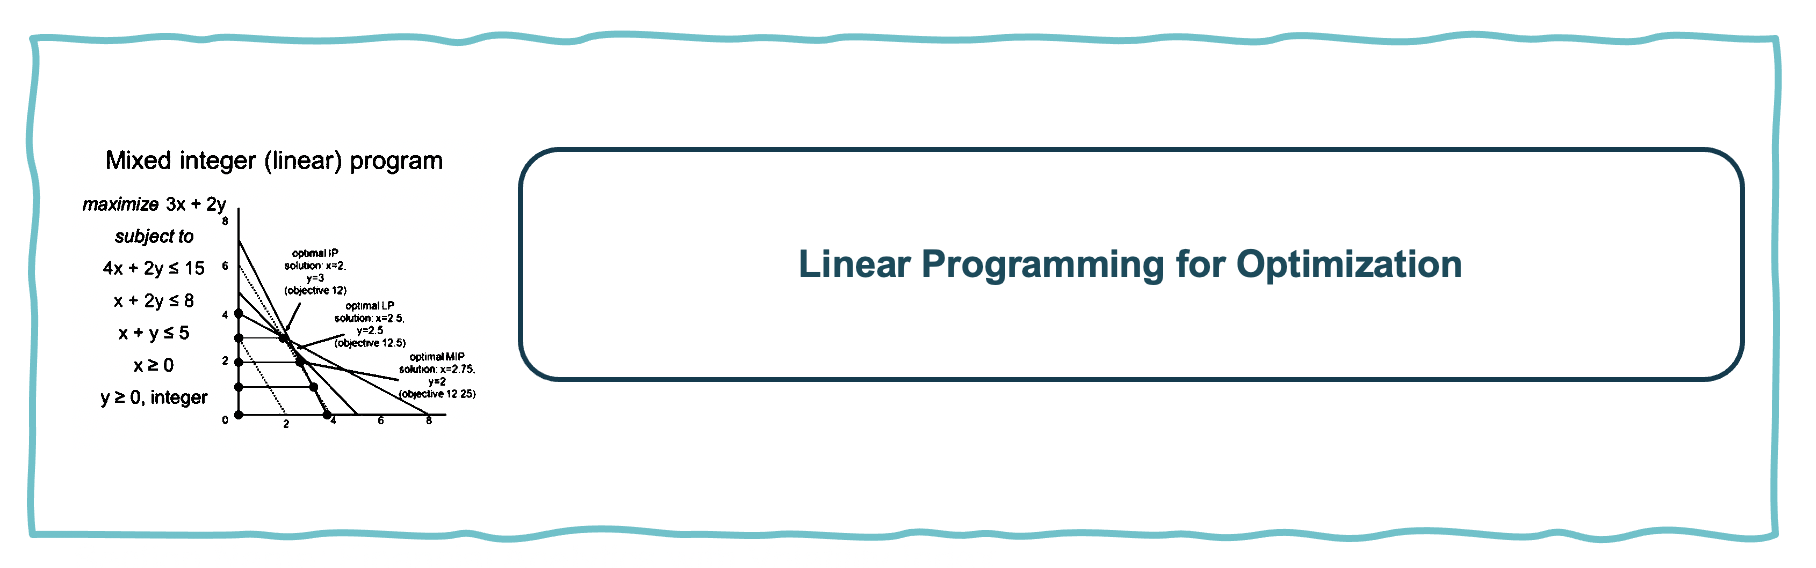 Mixed integer (linear) program
maximize 3x + 2y
subject to
4x + 2y ≤ 15
x + 2y ≤ 8
x + y ≤ 5
x ≥ 0
y ≥ 0, integer
8
6
4
2
0
2
4
6
8
optimal IP
solution: x=2,
y=3
(objective 12)
optimal LP
solution: x=2.5,
y=2.5
(objective 12.5)
optimal MIP
solution: x=2.75,
y=2
(objective 12.25)
Linear Programming for Optimization